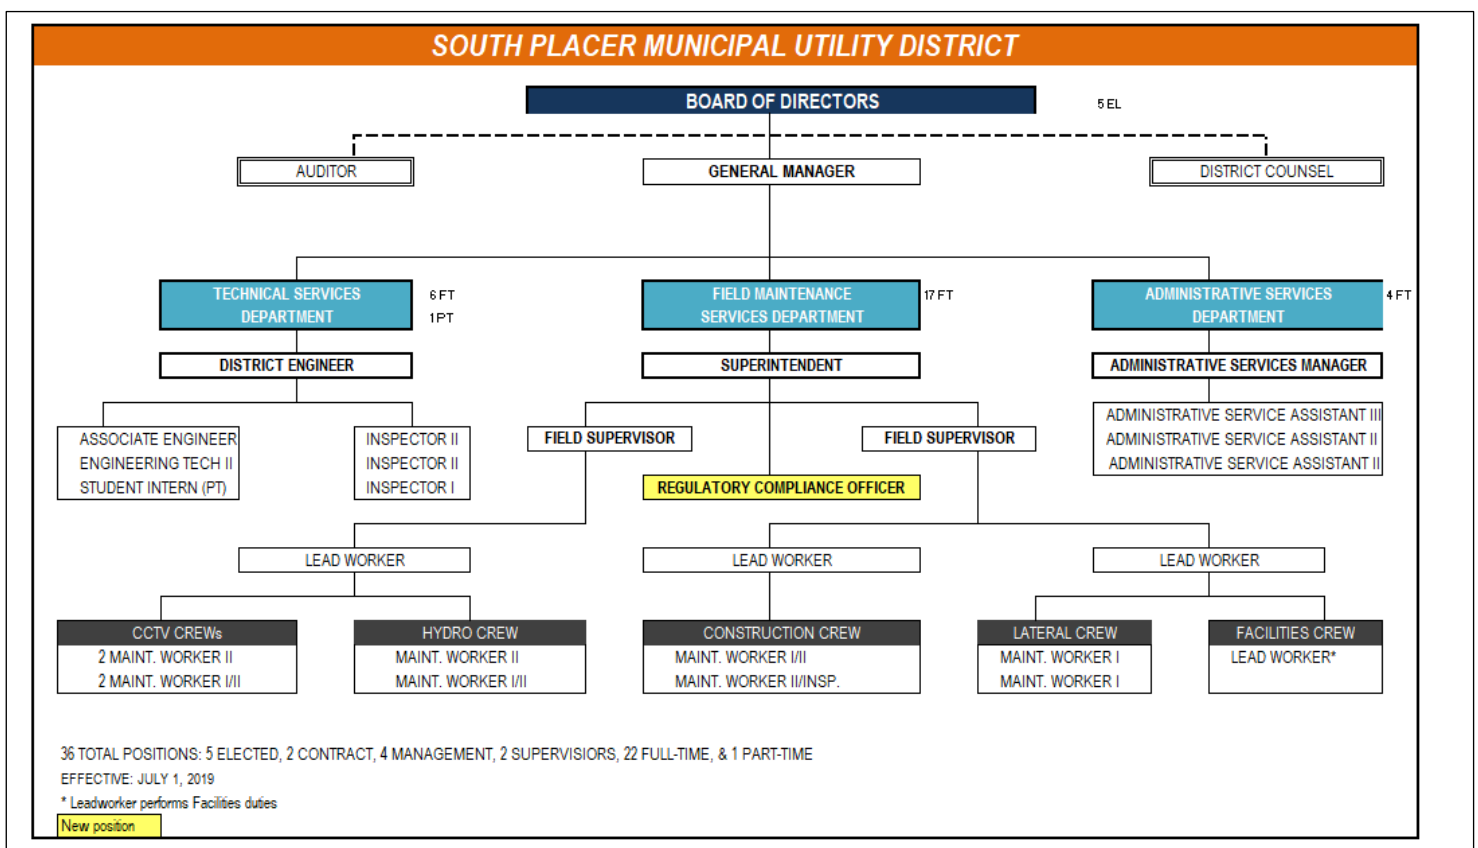 SOUTH PLACER MUNICIPAL UTILITY DISTRICT
BOARD OF DIRECTORS
5 EL
AUDITOR
GENERAL MANAGER
DISTRICT COUNSEL
TECHNICAL SERVICES
DEPARTMENT
6 FT
1 PT
FIELD MAINTENANCE
SERVICES DEPARTMENT
17 FT
ADMINISTRATIVE SERVICES
DEPARTMENT
4 FT
DISTRICT ENGINEER
SUPERINTENDENT
ADMINISTRATIVE SERVICES MANAGER
ASSOCIATE ENGINEER
ENGINEERING TECH II
STUDENT INTERN (PT)
INSPECTOR II
INSPECTOR II
INSPECTOR I
FIELD SUPERVISOR
FIELD SUPERVISOR
ADMINISTRATIVE SERVICE ASSISTANT III
ADMINISTRATIVE SERVICE ASSISTANT II
ADMINISTRATIVE SERVICE ASSISTANT II
REGULATORY COMPLIANCE OFFICER
LEAD WORKER
LEAD WORKER
LEAD WORKER
CCTV CREWs
2 MAINT. WORKER II
2 MAINT. WORKER I/II
HYDRO CREW
MAINT. WORKER II
MAINT. WORKER I/II
CONSTRUCTION CREW
MAINT. WORKER I/II
MAINT. WORKER II/INSP.
LATERAL CREW
MAINT. WORKER I
MAINT. WORKER I
FACILITIES CREW
LEAD WORKER*
36 TOTAL POSITIONS: 5 ELECTED, 2 CONTRACT, 4 MANAGEMENT, 2 SUPERVISIORS, 22 FULL-TIME, & 1 PART-TIME
EFFECTIVE: JULY 1, 2019
* Leadworker performs Facilities duties
New position